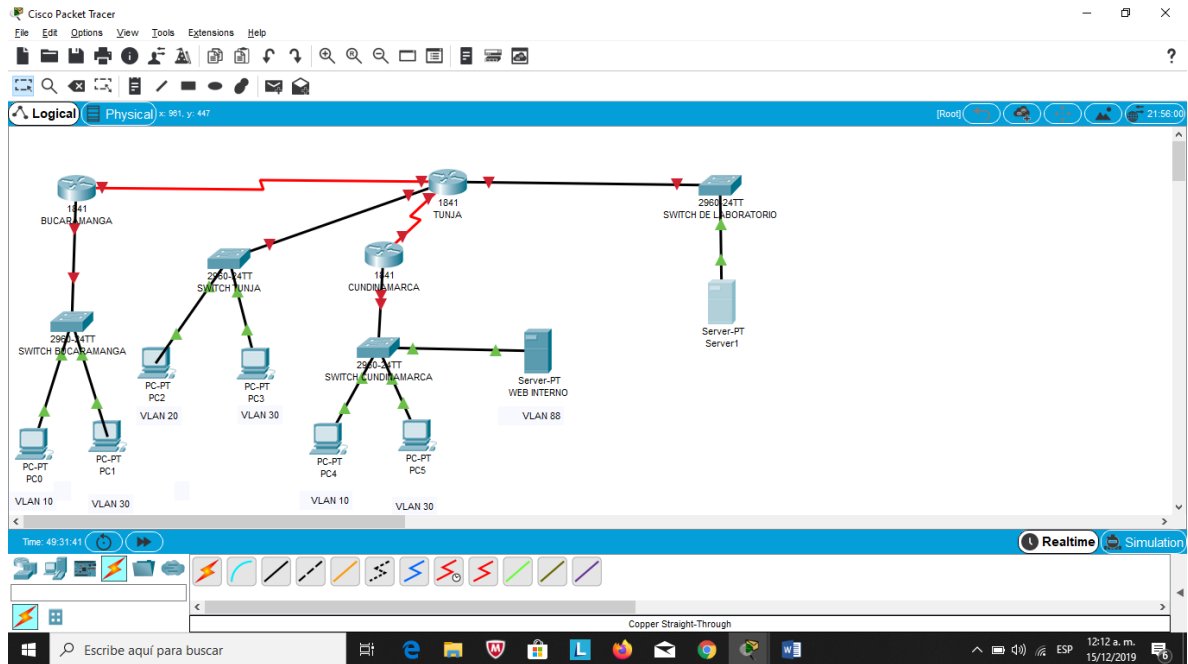 Cisco Packet Tracer
File Edit Options View Tools Extensions Help
?
Logical Physical x: 961, y: 447 [Root] 21:56:00
1841
BUCARAMANGA
1841
TUNJA
2960-24TT
SWITCH DE LABORATORIO
2960-24TT
SWITCH TUNJA
1841
CUNDINAMARCA
Server-PT
Server1
2960-24TT
SWITCH BUCARAMANGA
2960-24TT
SWITCH CUNDINAMARCA
PC-PT
PC2
PC-PT
PC3
Server-PT
WEB INTERNO
VLAN 20
VLAN 30
VLAN 88
PC-PT
PC0
PC-PT
PC1
PC-PT
PC4
PC-PT
PC5
VLAN 10
VLAN 30
VLAN 10
VLAN 30
Time: 49:31:41 Realtime Simulation
Copper Straight-Through
Escribe aquí para buscar
ESP
12:12 a. m.
15/12/2019
6